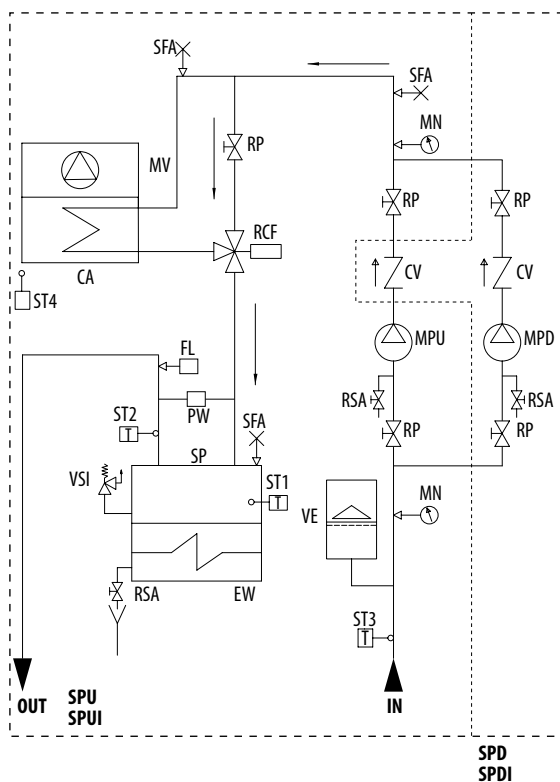 SFA
SFA
MN
MV
RP
RP
RP
RCF
CA
CV
CV
ST4
FL
MPU
MPD
RSA
RSA
ST2
T
PW
SFA
RP
RP
SP
VSI
ST1
T
VE
MN
RSA
EW
ST3
T
OUT
SPU
SPUI
IN
SPD
SPDI